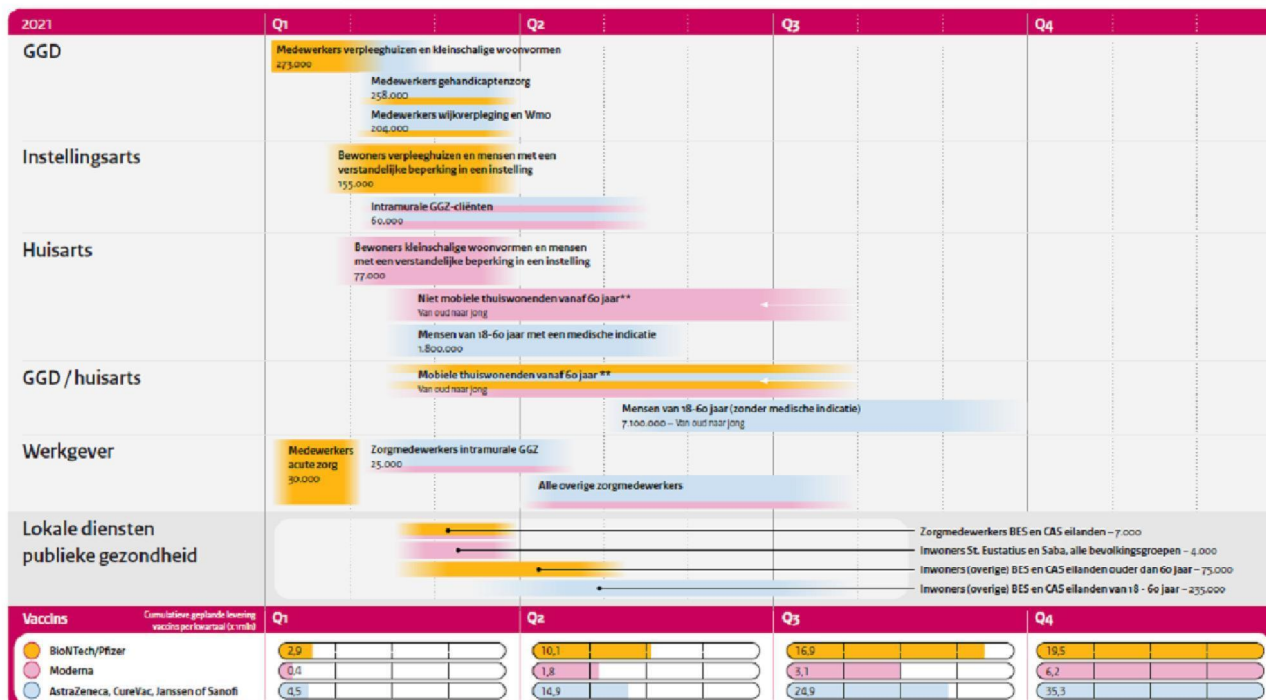 2021 Q1 Q2 Q3 Q4
GGD
Medewerkers verpleeghuizen en kleinschalige woonvormen
273.000
Medewerkers gehandicaptenzorg
258.000
Medewerkers wijkverpleging en Wmo
204.000
Instellingsarts
Bewoners verpleeghuizen en mensen met een
verstandelijke beperking in een instelling
155.000
Intramurale GGZ-cliënten
60.000
Huisarts
Bewoners kleinschalige woonvormen en mensen
met een verstandelijke beperking in een instelling
77.000
Niet mobiele thuiswonenden vanaf 60 jaar**
Van oud naar jong
Mensen van 18-60 jaar met een medische indicatie
1.800.000
GGD / huisarts
Mobiele thuiswonenden vanaf 60 jaar **
Van oud naar jong
Mensen van 18-60 jaar (zonder medische indicatie)
7.100.000 – Van oud naar jong
Werkgever
Medewerkers
acute zorg
30.000
Zorgmedewerkers intramurale GGZ
25.000
Alle overige zorgmedewerkers
Lokale diensten
publieke gezondheid
Zorgmedewerkers BES en CAS eilanden – 7.000
Inwoners St. Eustatius en Saba, alle bevolkingsgroepen – 4.000
Inwoners (overige) BES en CAS eilanden ouder dan 60 jaar – 75.000
Inwoners (overige) BES en CAS eilanden van 18 - 60 jaar – 235.000
Vaccins Cumulatieve geplande levering
vaccins per kwartaal (x 1 mln)
Q1 Q2 Q3 Q4
BioNTech/Pfizer 2,9 10,1 16,9 19,5
Moderna 0,4 1,8 3,1 6,2
AstraZeneca, CureVac, Janssen of Sanofi 4,5 14,9 24,9 35,3